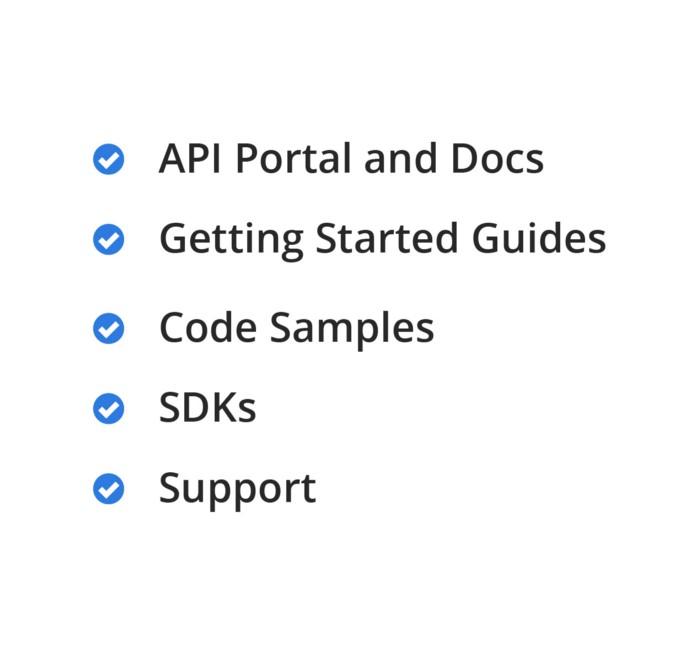 API Portal and Docs
Getting Started Guides
Code Samples
SDKs
Support